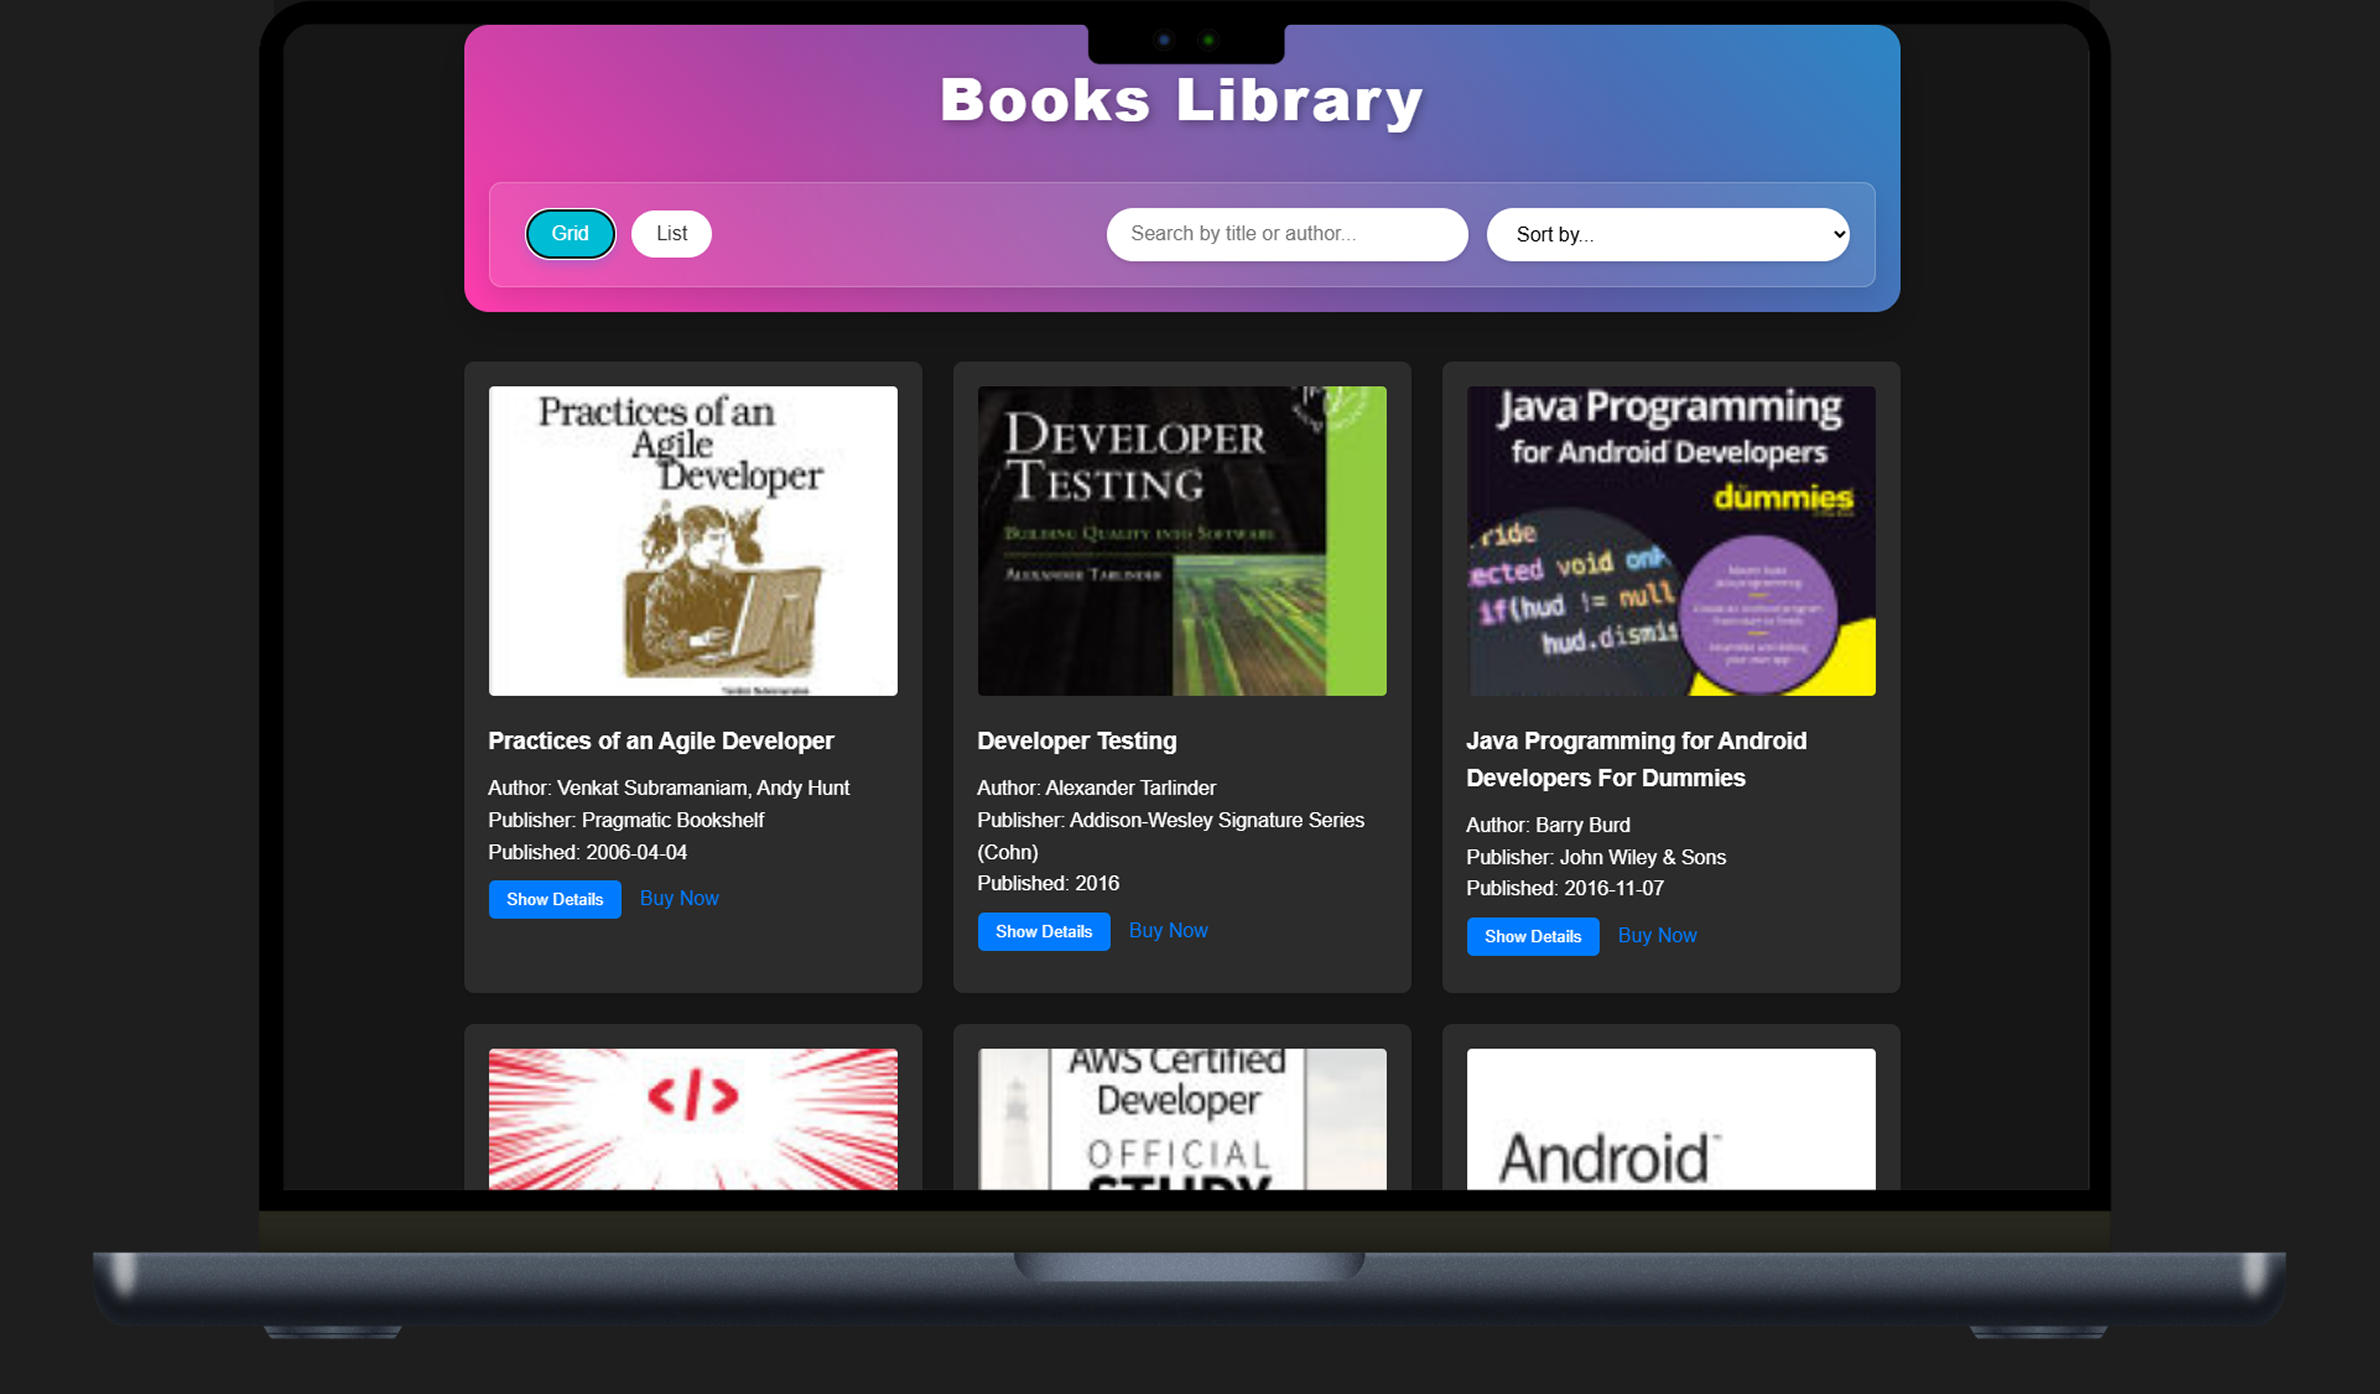 Books Library
Grid
List
Search by title or author...
Sort by...
Practices of an
Agile
Developer
DEVELOPER
TESTING
BUILDING QUALITY INTO SOFTWARE
ALEXANDER TARLINDER
Java Programming
for Android Developers
dummies
ride
ected void onP
if(hud != null
hud.dismis
Practices of an Agile Developer
Author: Venkat Subramaniam, Andy Hunt
Publisher: Pragmatic Bookshelf
Published: 2006-04-04
Show Details
Buy Now
Developer Testing
Author: Alexander Tarlinder
Publisher: Addison-Wesley Signature Series
(Cohn)
Published: 2016
Show Details
Buy Now
Java Programming for Android
Developers For Dummies
Author: Barry Burd
Publisher: John Wiley & Sons
Published: 2016-11-07
Show Details
Buy Now
</>
AWS Certified
Developer
OFFICIAL
STUDY
Android™